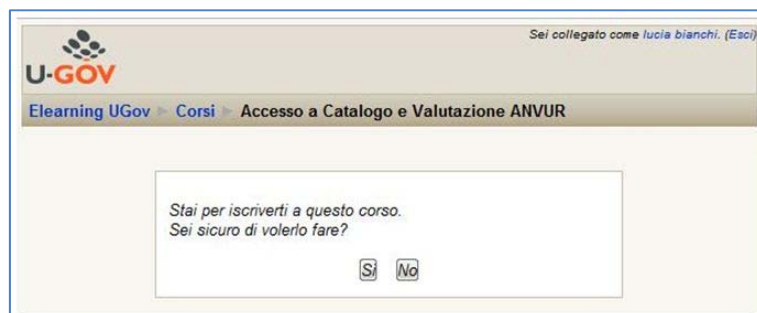 Sei collegato come lucia bianchi. (Esci)
U-GOV
Elearning UGov ► Corsi ► Accesso a Catalogo e Valutazione ANVUR
Stai per iscriverti a questo corso.
Sei sicuro di volerlo fare?
Si No